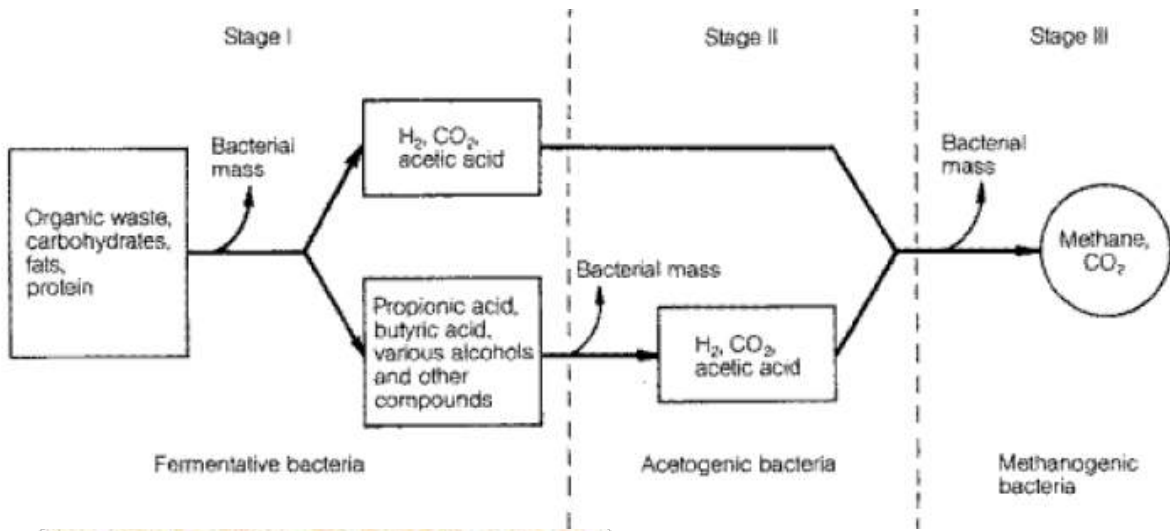 Stage I
Stage II
Stage III
Organic waste,
carbohydrates,
fats,
protein
Bacterial
mass
H₂, CO₂,
acetic acid
Propionic acid,
butyric acid,
various alcohols
and other
compounds
Bacterial mass
H₂, CO₂,
acetic acid
Bacterial
mass
Methane,
CO₂
Fermentative bacteria
Acetogenic bacteria
Methanogenic
bacteria